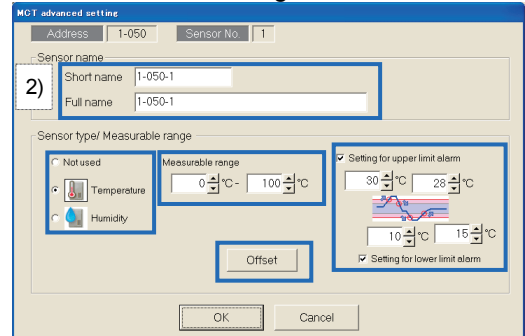 MCT advanced setting
Address 1-050 Sensor No. 1
Sensor name
2)
Short name 1-050-1
Full name 1-050-1
Sensor type/ Measurable range
Not used
Temperature
Humidity
Measurable range
0 °C - 100 °C
Setting for upper limit alarm
30 °C 28 °C
10 °C 15 °C
Setting for lower limit alarm
Offset
OK Cancel